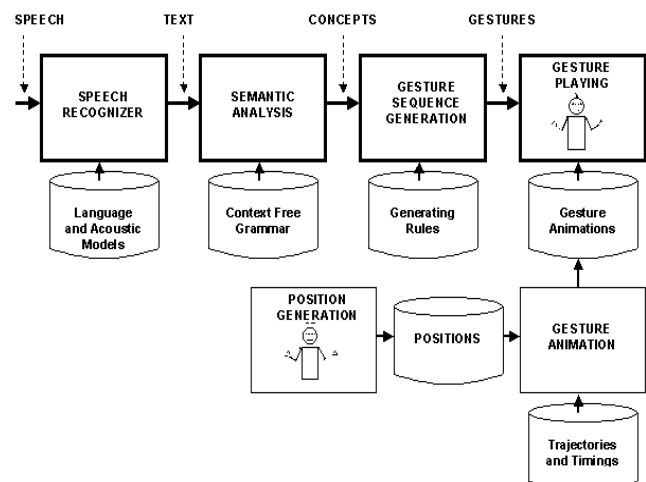 SPEECH
TEXT
CONCEPTS
GESTURES
SPEECH
RECOGNIZER
SEMANTIC
ANALYSIS
GESTURE
SEQUENCE
GENERATION
GESTURE
PLAYING
Language
and Acoustic
Models
Context Free
Grammar
Generating
Rules
Gesture
Animations
POSITION
GENERATION
POSITIONS
GESTURE
ANIMATION
Trajectories
and Timings